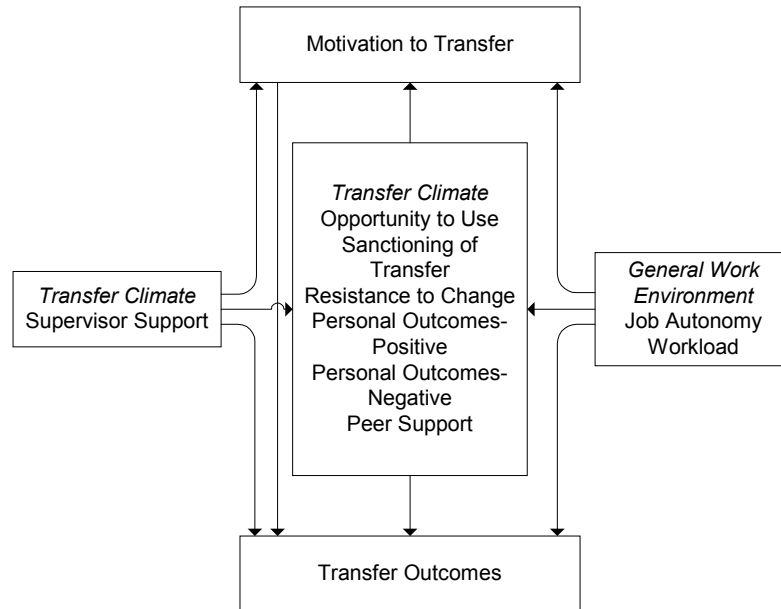 Motivation to Transfer
Transfer Climate
Opportunity to Use
Sanctioning of
Transfer
Resistance to Change
Personal Outcomes-
Positive
Personal Outcomes-
Negative
Peer Support
Transfer Climate
Supervisor Support
General Work
Environment
Job Autonomy
Workload
Transfer Outcomes